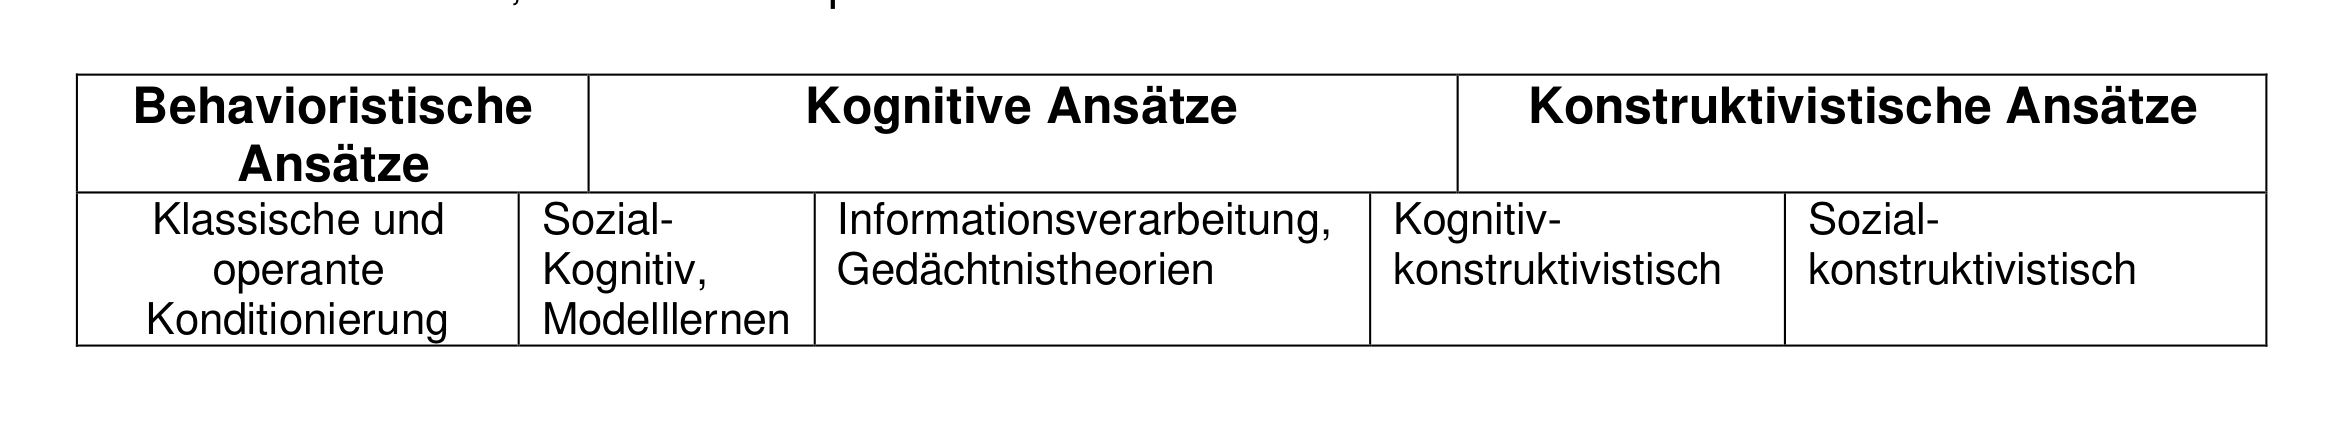 Behavioristische
Ansätze
Kognitive Ansätze
Konstruktivistische Ansätze
Klassische und
operante
Konditionierung
Sozial-
Kognitiv,
Modelllernen
Informationsverarbeitung,
Gedächtnistheorien
Kognitiv-
konstruktivistisch
Sozial-
konstruktivistisch